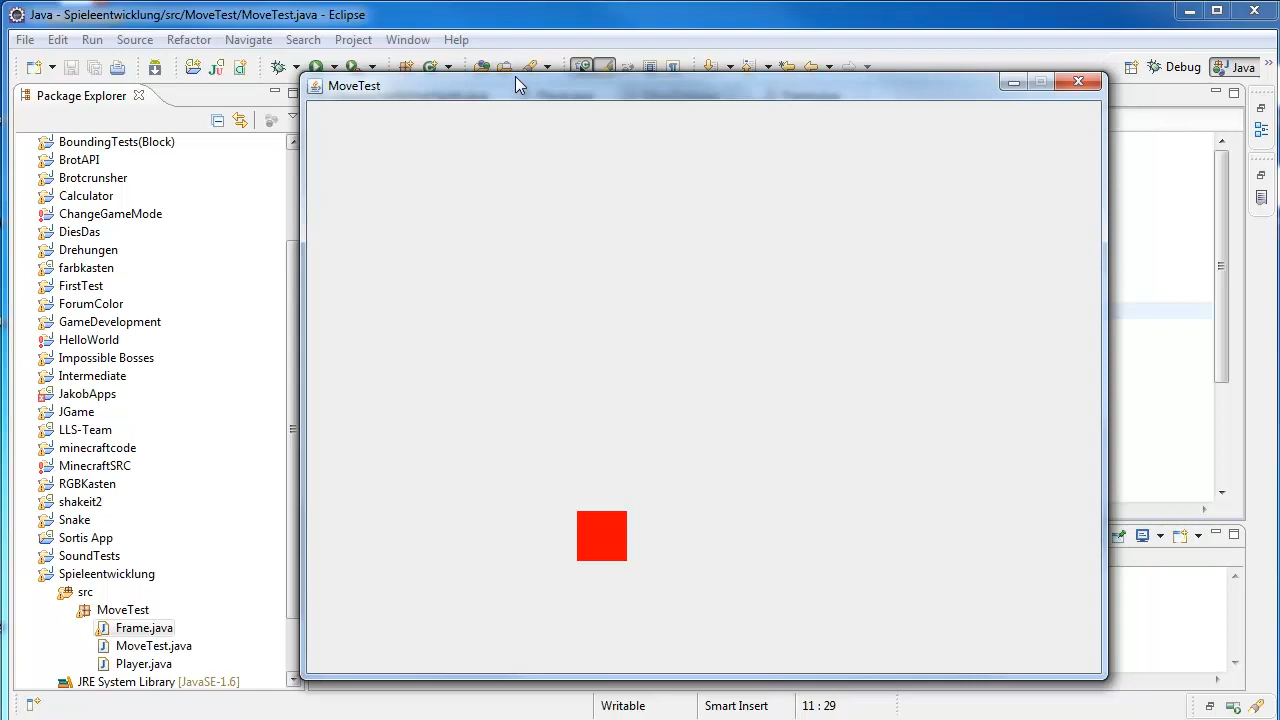 Java - Spieleentwicklung/src/MoveTest/MoveTest.java - Eclipse
File Edit Run Source Refactor Navigate Search Project Window Help
Debug Java
Package Explorer
MoveTest
BoundingTests(Block)
BrotAPI
Brotcrunsher
Calculator
ChangeGameMode
DiesDas
Drehungen
farbkasten
FirstTest
ForumColor
GameDevelopment
HelloWorld
Impossible Bosses
Intermediate
JakobApps
JGame
LLS-Team
minecraftcode
MinecraftSRC
RGBKasten
shakeit2
Snake
Sortis App
SoundTests
Spieleentwicklung
src
MoveTest
Frame.java
MoveTest.java
Player.java
JRE System Library [JavaSE-1.6]
Writable Smart Insert 11 : 29